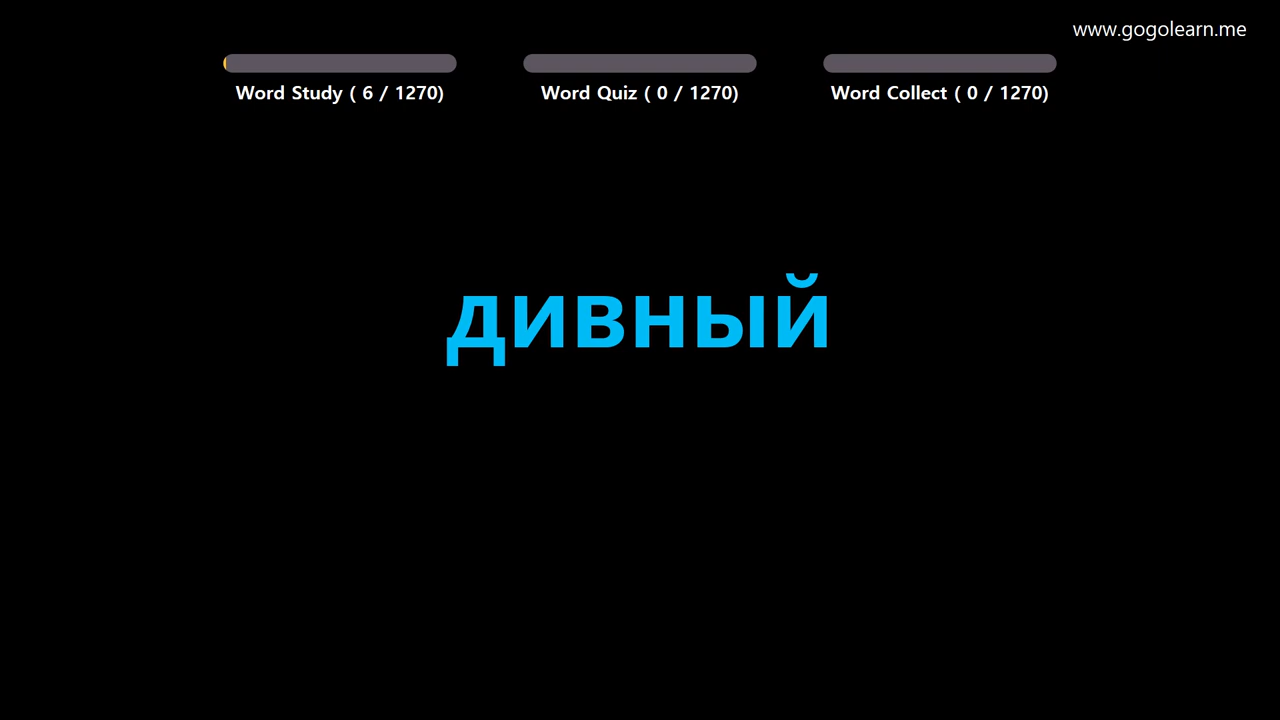 www.gogolearn.me
Word Study ( 6 / 1270)
Word Quiz ( 0 / 1270)
Word Collect ( 0 / 1270)
дивный